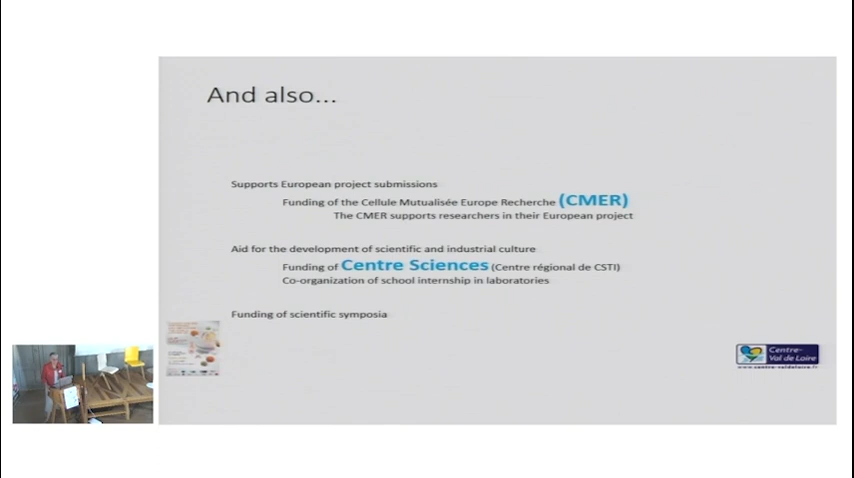 And also...
Supports European project submissions
Funding of the Cellule Mutualisée Europe Recherche (CMER)
The CMER supports researchers in their European project
Aid for the development of scientific and industrial culture
Funding of Centre Sciences (Centre régional de CSTI)
Co-organization of school internship in laboratories
Funding of scientific symposia
Centre-
Val de Loire
www.centre-valdeloire.fr